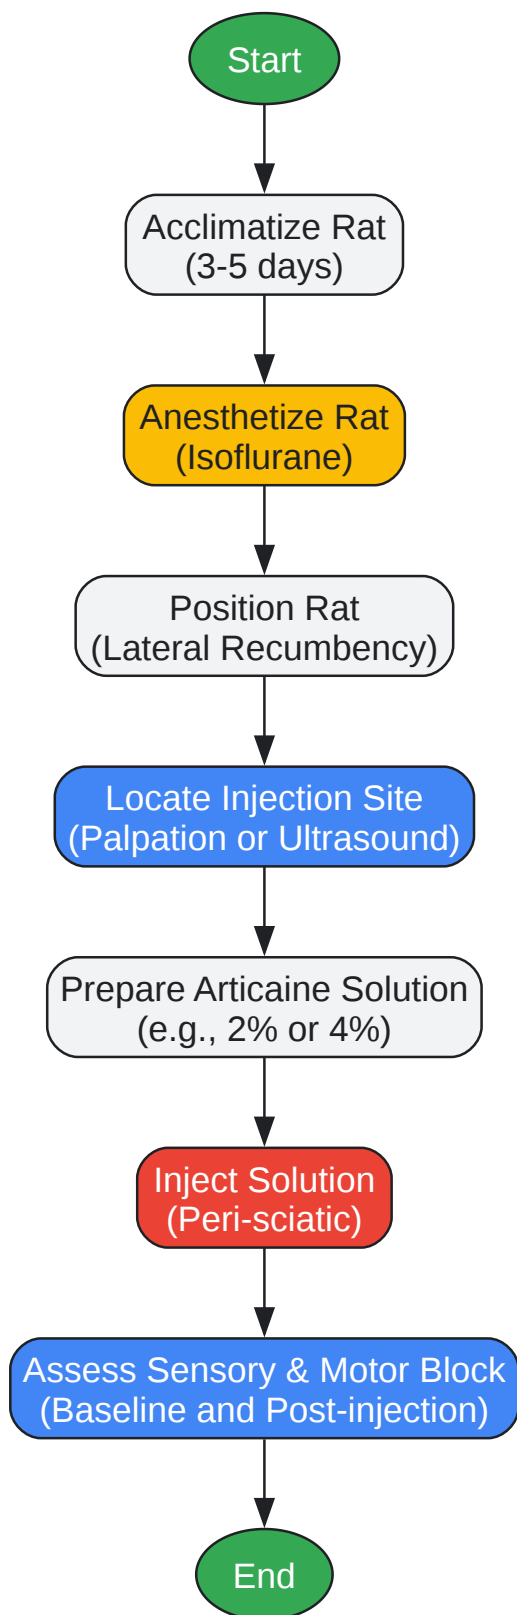 Start
Acclimatize Rat
(3-5 days)
Anesthetize Rat
(Isoflurane)
Position Rat
(Lateral Recumbency)
Locate Injection Site
(Palpation or Ultrasound)
Prepare Articaine Solution
(e.g., 2% or 4%)
Inject Solution
(Peri-sciatic)
Assess Sensory & Motor Block
(Baseline and Post-injection)
End